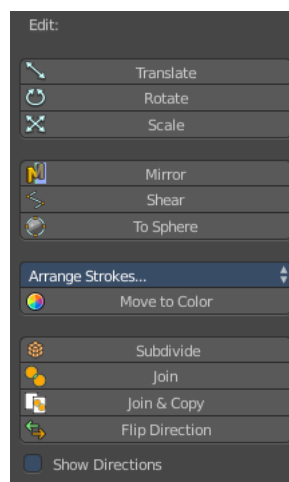 Edit:
Translate
Rotate
Scale
Mirror
Shear
To Sphere
Arrange Strokes...
Move to Color
Subdivide
Join
Join & Copy
Flip Direction
Show Directions